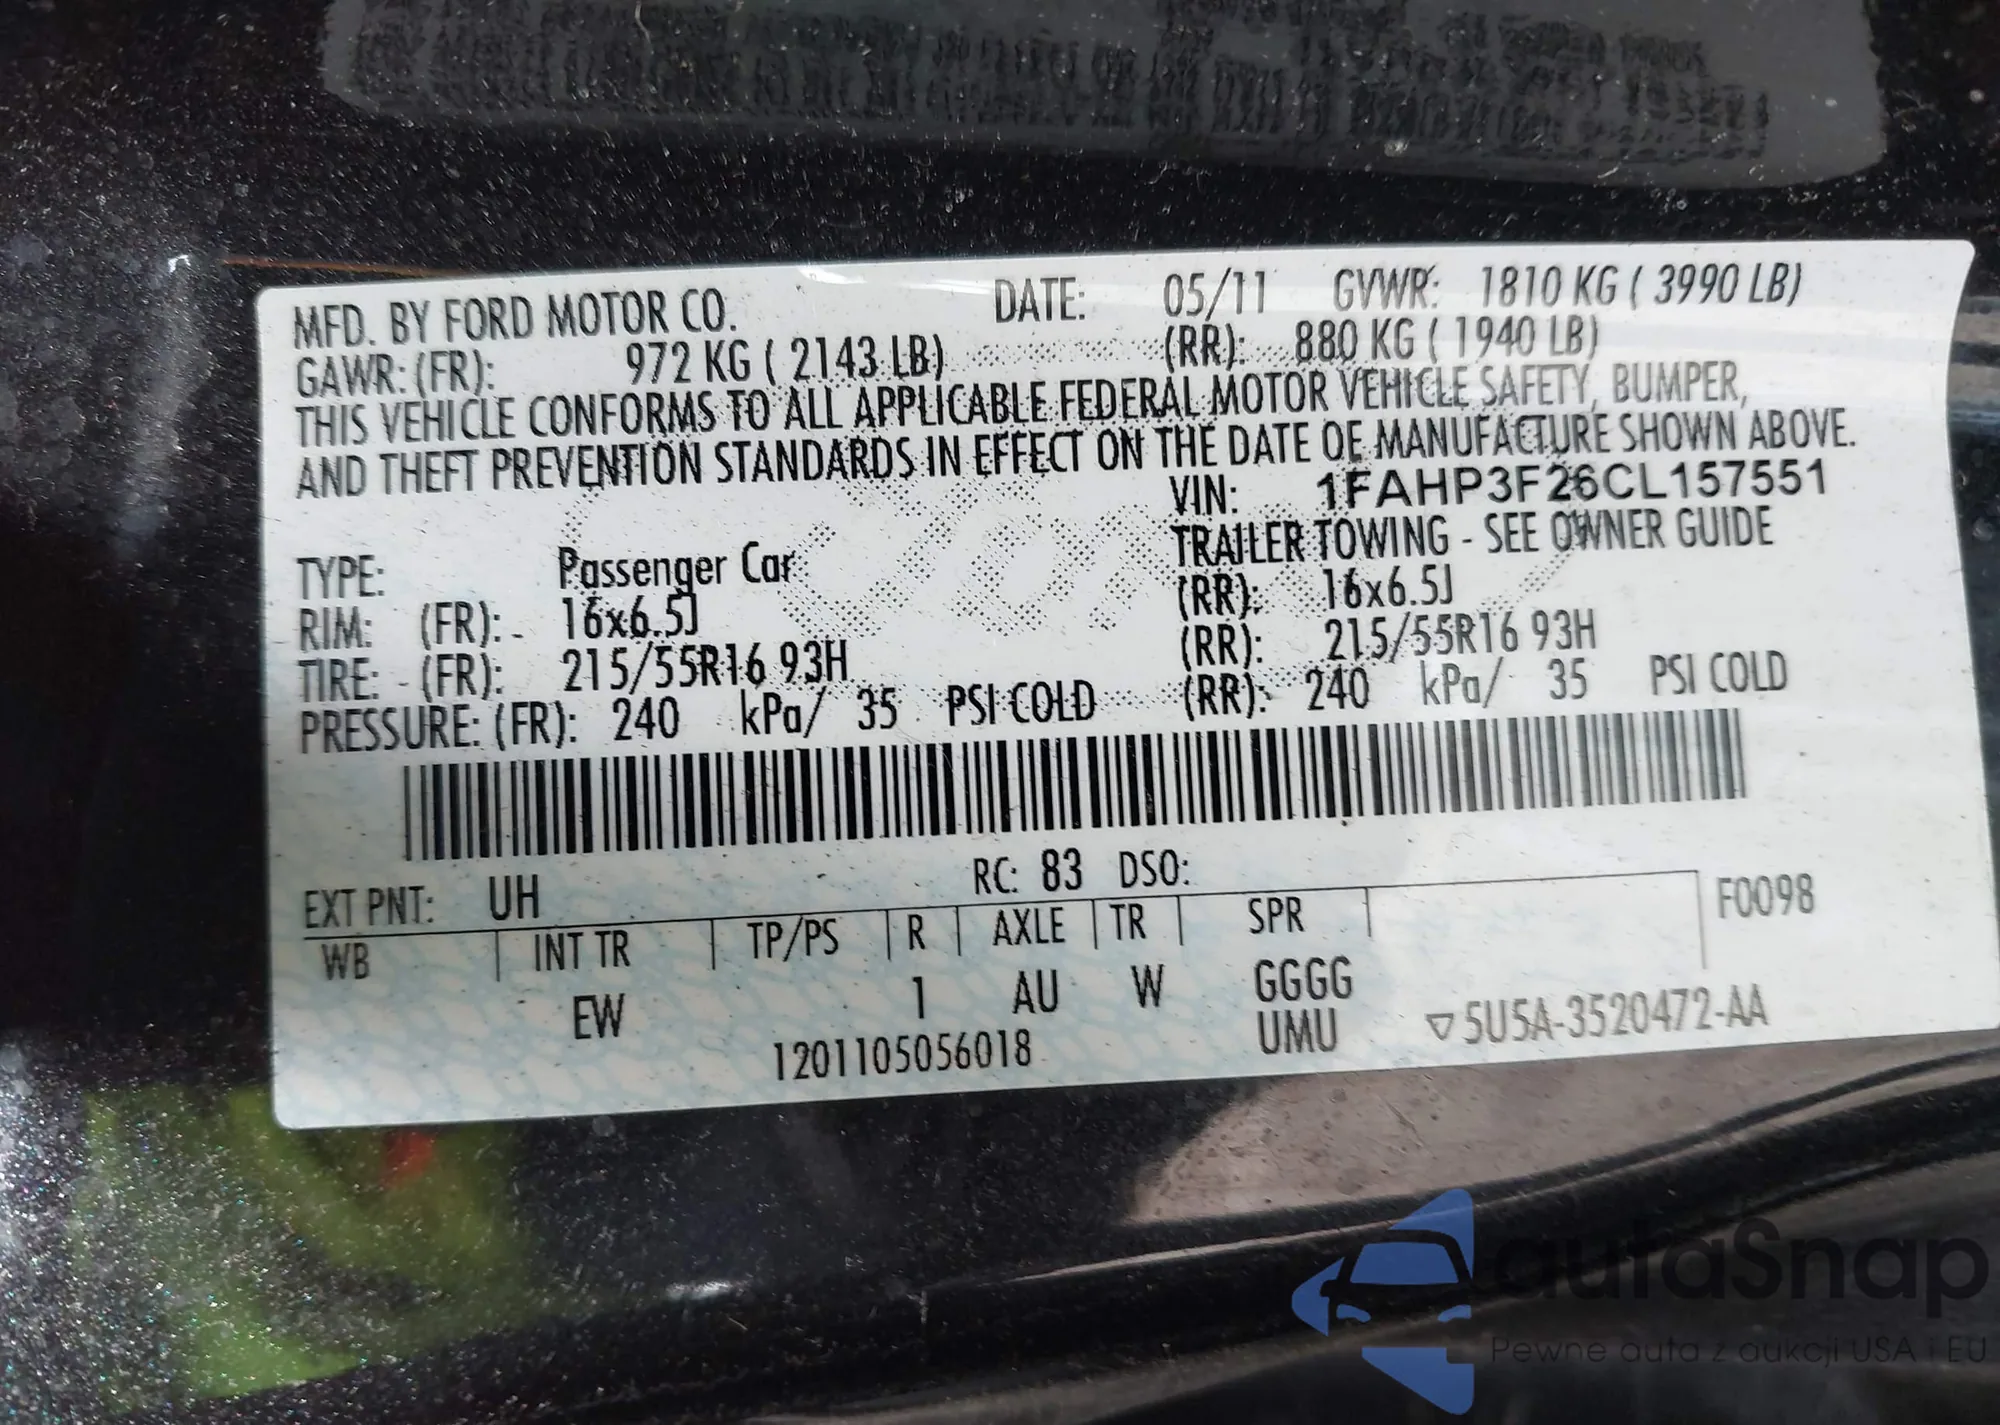 MFD. BY FORD MOTOR CO. DATE: 05/11 GVWR: 1810 KG ( 3990 LB)
GAWR: (FR): 972 KG ( 2143 LB) (RR): 880 KG ( 1940 LB)
THIS VEHICLE CONFORMS TO ALL APPLICABLE FEDERAL MOTOR VEHICLE SAFETY, BUMPER,
AND THEFT PREVENTION STANDARDS IN EFFECT ON THE DATE OF MANUFACTURE SHOWN ABOVE.
VIN: 1FAHP3F26CL157551
TYPE: Passenger Car TRAILER TOWING - SEE OWNER GUIDE
RIM: (FR): 16x6.5J (RR): 16x6.5J
TIRE: (FR): 215/55R16 93H (RR): 215/55R16 93H
PRESSURE: (FR): 240 kPa/ 35 PSI COLD (RR): 240 kPa/ 35 PSI COLD
EXT PNT: UH RC: 83 DSO: F0098
WB INT TR TP/PS R AXLE TR SPR
EW 1 AU W GGGG
1201105056018 UMU ▽5U5A-3520472-AA
autaSnap
Pewne auta z aukcji USA i EU